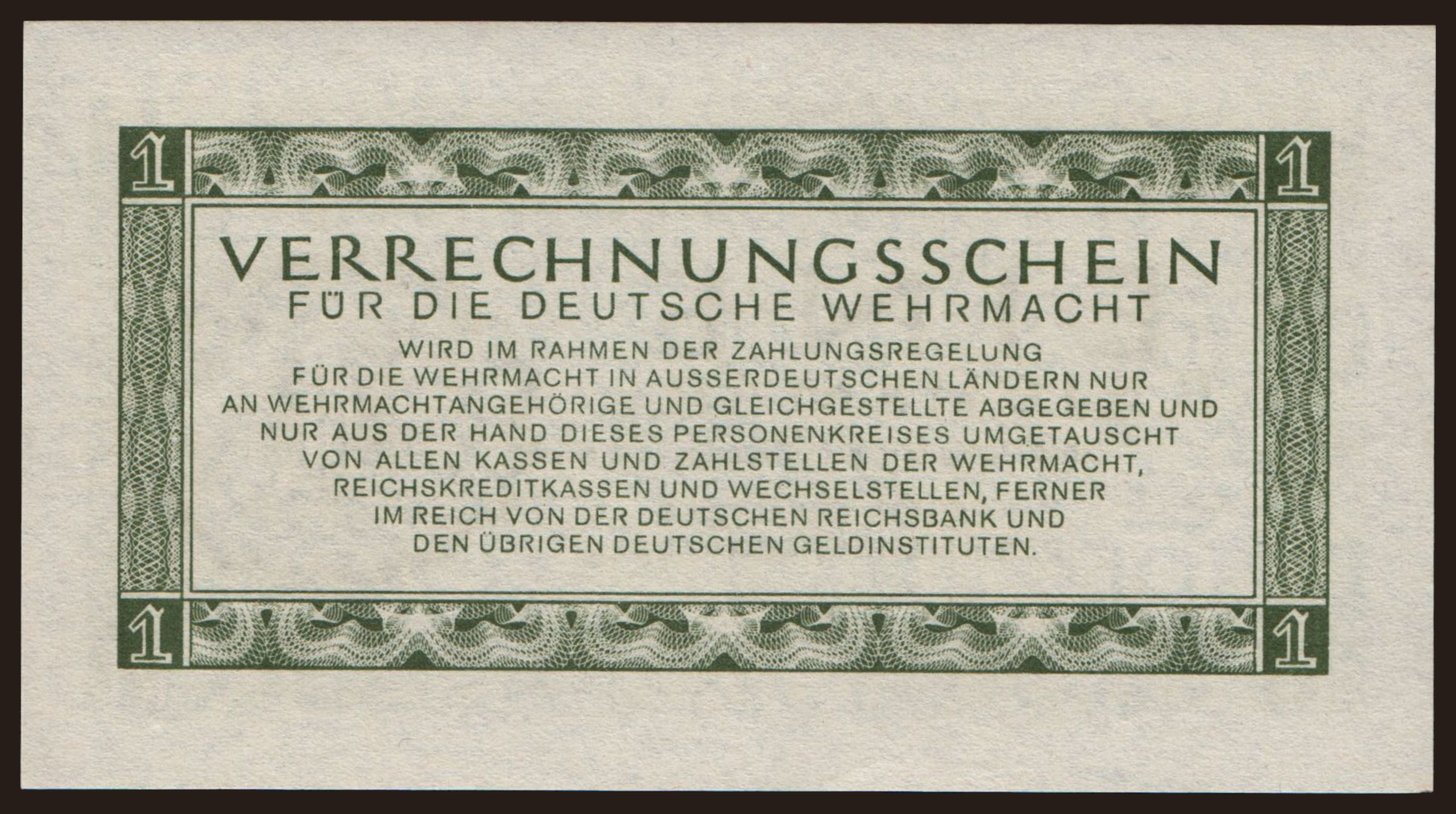 1 1
VERRECHNUNGSSCHEIN
FÜR DIE DEUTSCHE WEHRMACHT
WIRD IM RAHMEN DER ZAHLUNGSREGELUNG
FÜR DIE WEHRMACHT IN AUSSERDEUTSCHEN LÄNDERN NUR
AN WEHRMACHTANGEHÖRIGE UND GLEICHGESTELLTE ABGEGEBEN UND
NUR AUS DER HAND DIESES PERSONENKREISES UMGETAUSCHT
VON ALLEN KASSEN UND ZAHLSTELLEN DER WEHRMACHT,
REICHSKREDITKASSEN UND WECHSELSTELLEN, FERNER
IM REICH VON DER DEUTSCHEN REICHSBANK UND
DEN ÜBRIGEN DEUTSCHEN GELDINSTITUTEN.
1 1